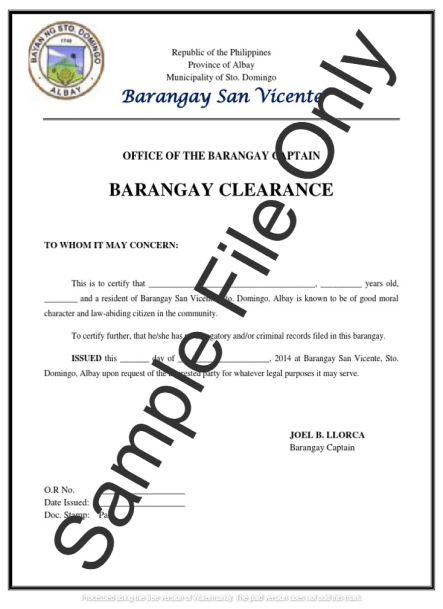 BAYAN NG STO. DOMINGO
1748
ALBAY
Republic of the Philippines
Province of Albay
Municipality of Sto. Domingo
Barangay San Vicente
OFFICE OF THE BARANGAY CAPTAIN
BARANGAY CLEARANCE
TO WHOM IT MAY CONCERN:
This is to certify that ____________________, ________ years old,
_______ and a resident of Barangay San Vicente, Sto. Domingo, Albay is known to be of good moral
character and law-abiding citizen in the community.
To certify further, that he/she has no derogatory and/or criminal records filed in this barangay.
ISSUED this ______ day of ____________________, 2014 at Barangay San Vicente, Sto.
Domingo, Albay upon request of the interested party for whatever legal purposes it may serve.
JOEL B. LLORCA
Barangay Captain
O.R No. ____________________
Date Issued: ____________________
Doc. Stamp: Paid
Sample File Only
Processed using the free version of Watermarkly. The paid version does not add this mark.